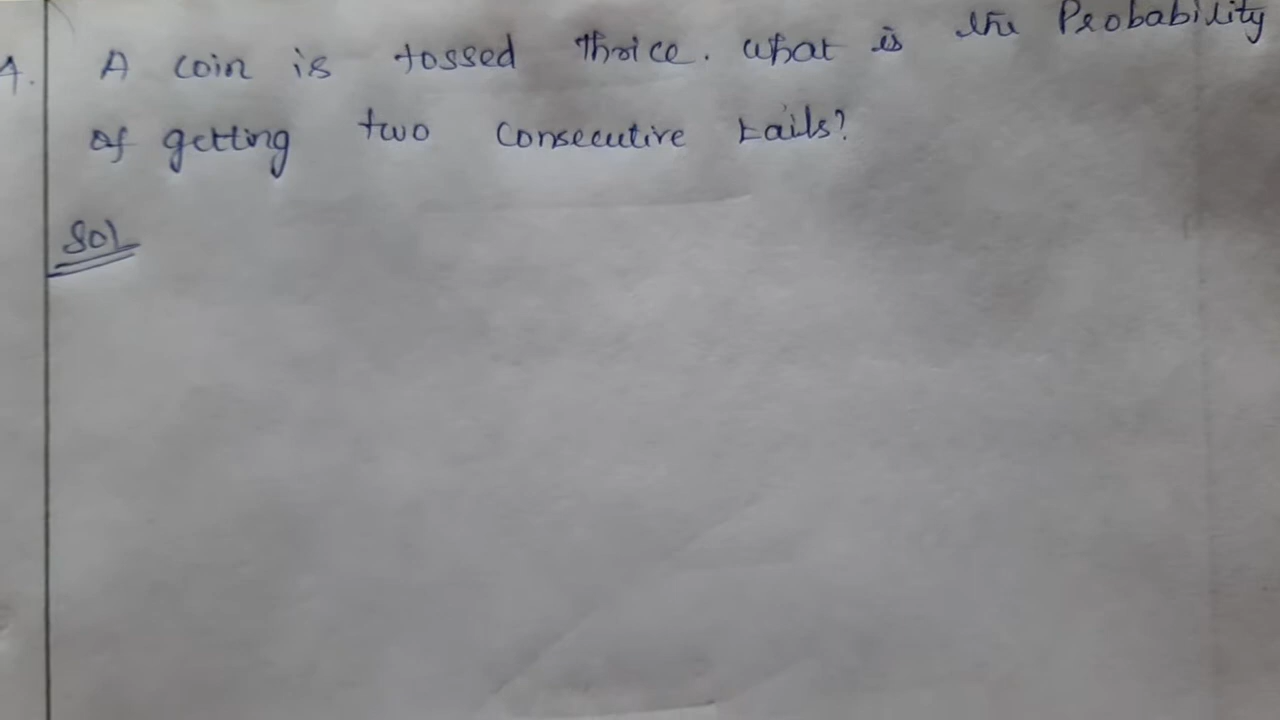 4. A coin is tossed thrice. what is the Probability
of getting two consecutive tails?
Sol